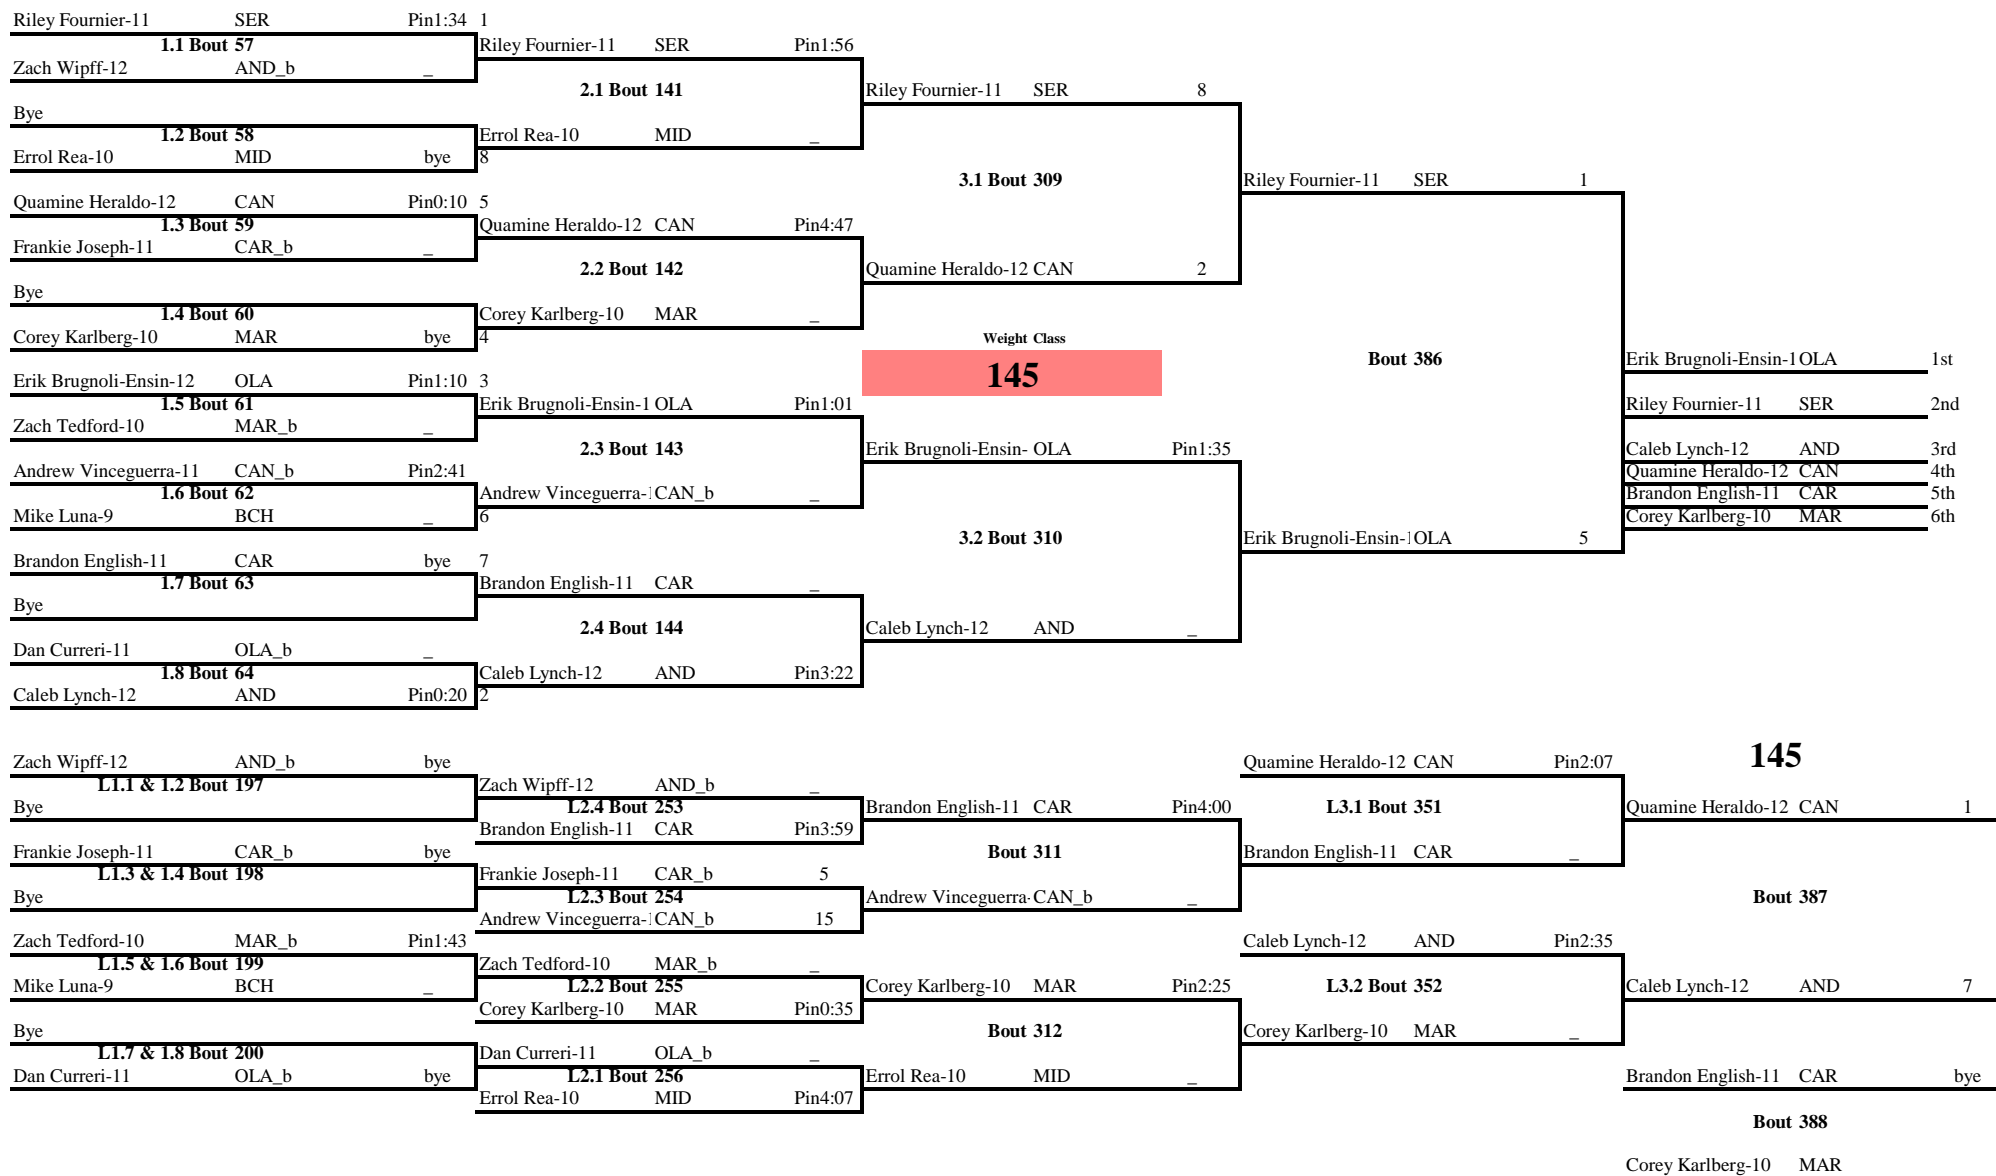 Riley Fournier-11 SER Pin1:34 1
1.1 Bout 57
Zach Wipff-12 AND_b _
Bye
1.2 Bout 58
Errol Rea-10 MID bye 8
Quamine Heraldo-12 CAN Pin0:10 5
1.3 Bout 59
Frankie Joseph-11 CAR_b _
Bye
1.4 Bout 60
Corey Karlberg-10 MAR bye 4
Erik Brugnoli-Ensin-12 OLA Pin1:10 3
1.5 Bout 61
Zach Tedford-10 MAR_b _
Andrew Vinceguerra-11 CAN_b Pin2:41
1.6 Bout 62
Mike Luna-9 BCH _ 6
Brandon English-11 CAR bye 7
1.7 Bout 63
Bye
Dan Curreri-11 OLA_b _
1.8 Bout 64
Caleb Lynch-12 AND Pin0:20 2
Riley Fournier-11 SER Pin1:56
2.1 Bout 141
Errol Rea-10 MID _
Quamine Heraldo-12 CAN Pin4:47
2.2 Bout 142
Corey Karlberg-10 MAR _
Erik Brugnoli-Ensin-1 OLA Pin1:01
2.3 Bout 143
Andrew Vinceguerra-1 CAN_b _
Brandon English-11 CAR _
2.4 Bout 144
Caleb Lynch-12 AND Pin3:22
Riley Fournier-11 SER 8
3.1 Bout 309
Quamine Heraldo-12 CAN 2
Weight Class
145
Erik Brugnoli-Ensin- OLA Pin1:35
3.2 Bout 310
Caleb Lynch-12 AND _
Riley Fournier-11 SER 1
Bout 386
Erik Brugnoli-Ensin-1 OLA 5
Erik Brugnoli-Ensin-1 OLA 1st
Riley Fournier-11 SER 2nd
Caleb Lynch-12 AND 3rd
Quamine Heraldo-12 CAN 4th
Brandon English-11 CAR 5th
Corey Karlberg-10 MAR 6th
Zach Wipff-12 AND_b bye
L1.1 & 1.2 Bout 197
Bye
Frankie Joseph-11 CAR_b bye
L1.3 & 1.4 Bout 198
Bye
Zach Tedford-10 MAR_b Pin1:43
L1.5 & 1.6 Bout 199
Mike Luna-9 BCH _
Bye
L1.7 & 1.8 Bout 200
Dan Curreri-11 OLA_b bye
Zach Wipff-12 AND_b _
L2.4 Bout 253
Brandon English-11 CAR Pin3:59
Frankie Joseph-11 CAR_b 5
L2.3 Bout 254
Andrew Vinceguerra-1 CAN_b 15
Zach Tedford-10 MAR_b _
L2.2 Bout 255
Corey Karlberg-10 MAR Pin0:35
Dan Curreri-11 OLA_b _
L2.1 Bout 256
Errol Rea-10 MID Pin4:07
Brandon English-11 CAR Pin4:00
Bout 311
Andrew Vinceguerra- CAN_b _
Corey Karlberg-10 MAR Pin2:25
Bout 312
Errol Rea-10 MID _
Quamine Heraldo-12 CAN Pin2:07
L3.1 Bout 351
Brandon English-11 CAR _
Caleb Lynch-12 AND Pin2:35
L3.2 Bout 352
Corey Karlberg-10 MAR _
145
Quamine Heraldo-12 CAN 1
Bout 387
Caleb Lynch-12 AND 7
Brandon English-11 CAR bye
Bout 388
Corey Karlberg-10 MAR